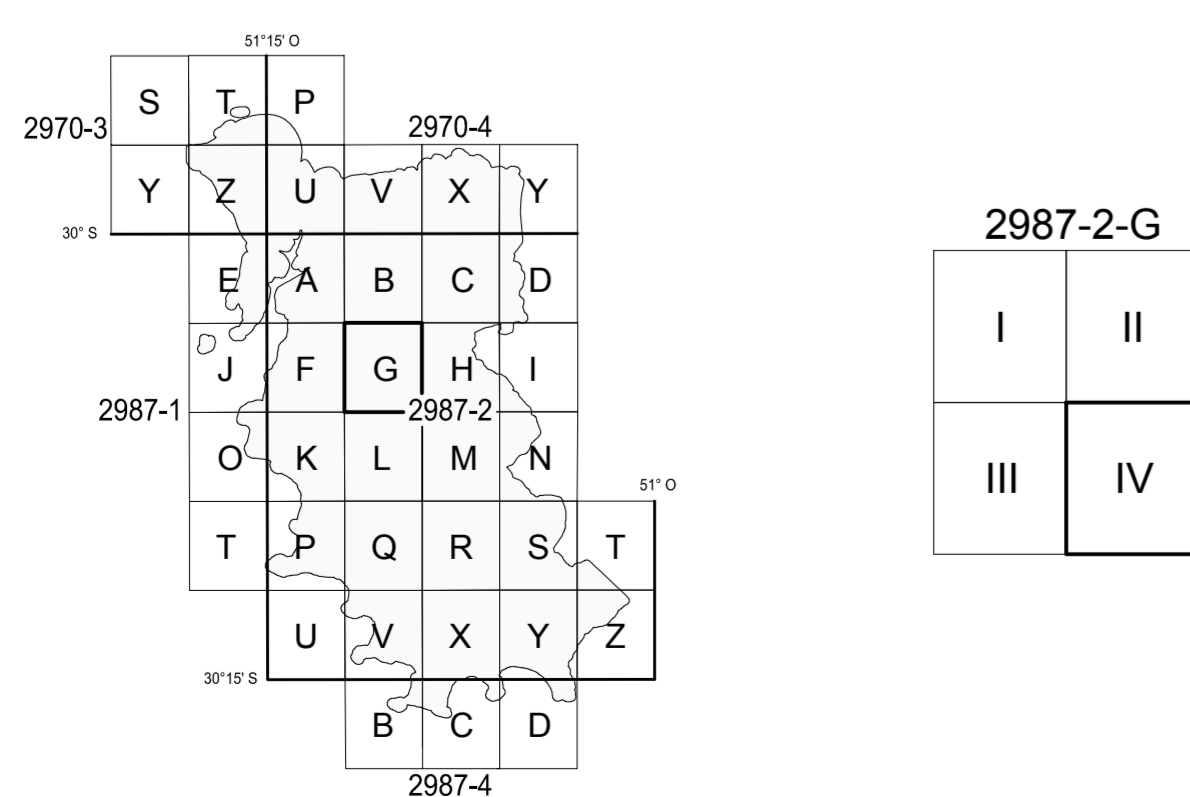 51°15' O
S T P
2970-3
2970-4
Y Z U V X Y
30° S
E A B C D
J F G H I
2987-1
2987-2
O K L M N
51° O
T P Q R S T
U V X Y Z
30°15' S
B C D
2987-4
2987-2-G
I II
III IV